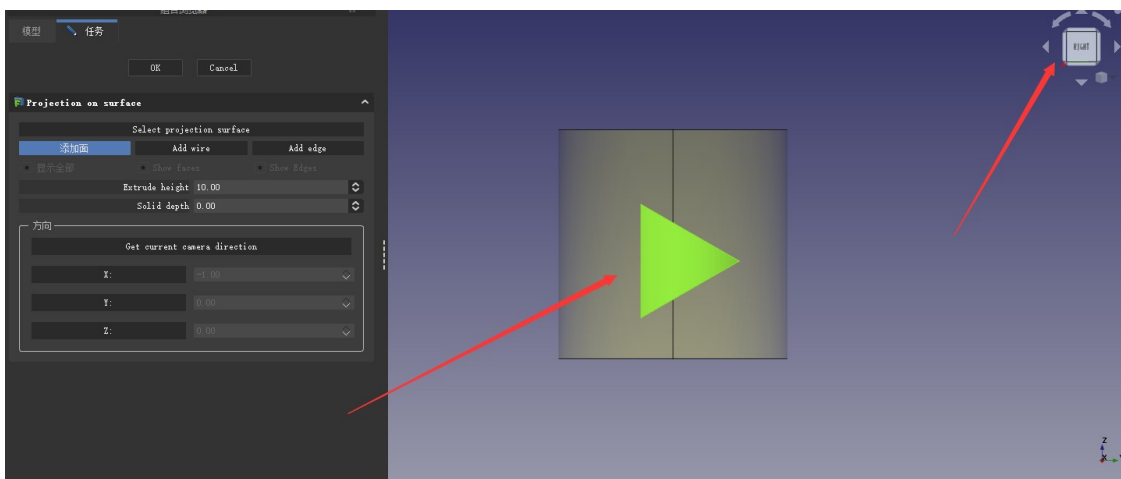 模型 任务
OK Cancel
Projection on surface
Select projection surface
添加面 Add wire Add edge
显示全部 Show faces Show Edges
Extrude height 10.00
Solid depth 0.00
方向
Get current camera direction
X: -1.00
Y: 0.00
Z: 0.00
RIGHT
Z
X